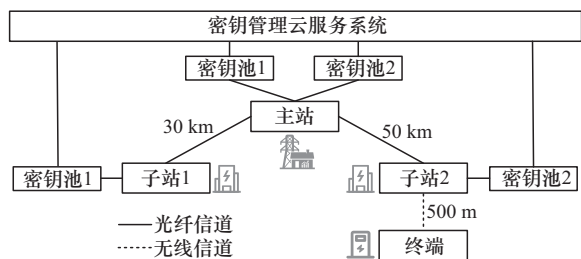 密钥管理云服务系统
密钥池1
密钥池2
主站
30 km
50 km
密钥池1
子站1
子站2
密钥池2
500 m
光纤信道
无线信道
终端